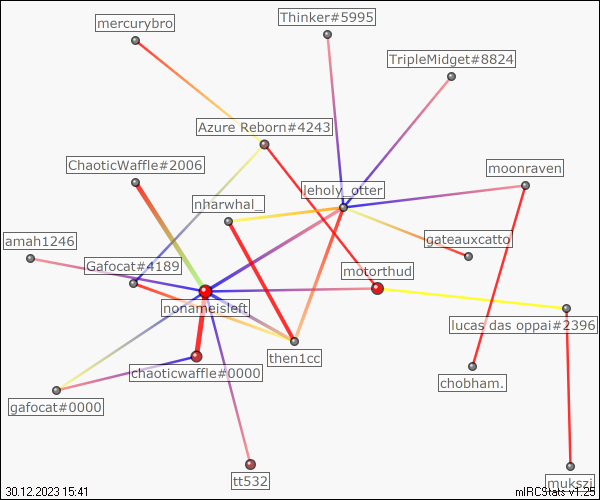 mercurybro
Thinker#5995
TripleMidget#8824
Azure Reborn#4243
ChaoticWaffle#2006
moonraven
leholy_otter
nharwhal_
amah1246
gateauxcatto
Gafocat#4189
motorthud
nonameisleft
lucas das oppai#2396
then1cc
chaoticwaffle#0000
chobham.
gafocat#0000
tt532
mukszi
30.12.2023 15:41
mIRCStats v1.25